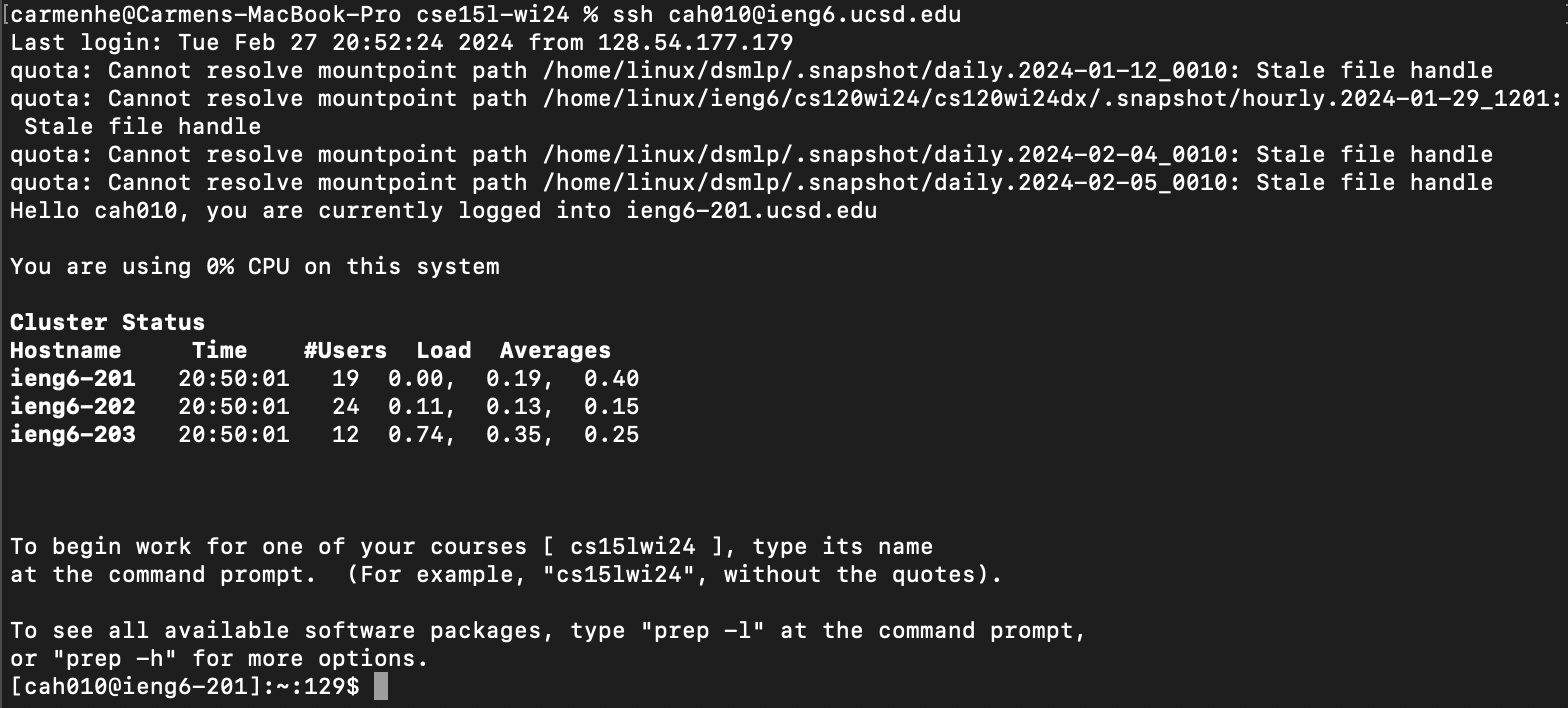 [carmenhe@Carmens-MacBook-Pro cse15l-wi24 % ssh cah010@ieng6.ucsd.edu
Last login: Tue Feb 27 20:52:24 2024 from 128.54.177.179
quota: Cannot resolve mountpoint path /home/linux/dsmlp/.snapshot/daily.2024-01-12_0010: Stale file handle
quota: Cannot resolve mountpoint path /home/linux/ieng6/cs120wi24/cs120wi24dx/.snapshot/hourly.2024-01-29_1201:
 Stale file handle
quota: Cannot resolve mountpoint path /home/linux/dsmlp/.snapshot/daily.2024-02-04_0010: Stale file handle
quota: Cannot resolve mountpoint path /home/linux/dsmlp/.snapshot/daily.2024-02-05_0010: Stale file handle
Hello cah010, you are currently logged into ieng6-201.ucsd.edu

You are using 0% CPU on this system

Cluster Status
Hostname     Time    #Users  Load  Averages
ieng6-201   20:50:01   19  0.00,  0.19,  0.40
ieng6-202   20:50:01   24  0.11,  0.13,  0.15
ieng6-203   20:50:01   12  0.74,  0.35,  0.25

To begin work for one of your courses [ cs15lwi24 ], type its name
at the command prompt.  (For example, "cs15lwi24", without the quotes).

To see all available software packages, type "prep -l" at the command prompt,
or "prep -h" for more options.
[cah010@ieng6-201]:~:129$